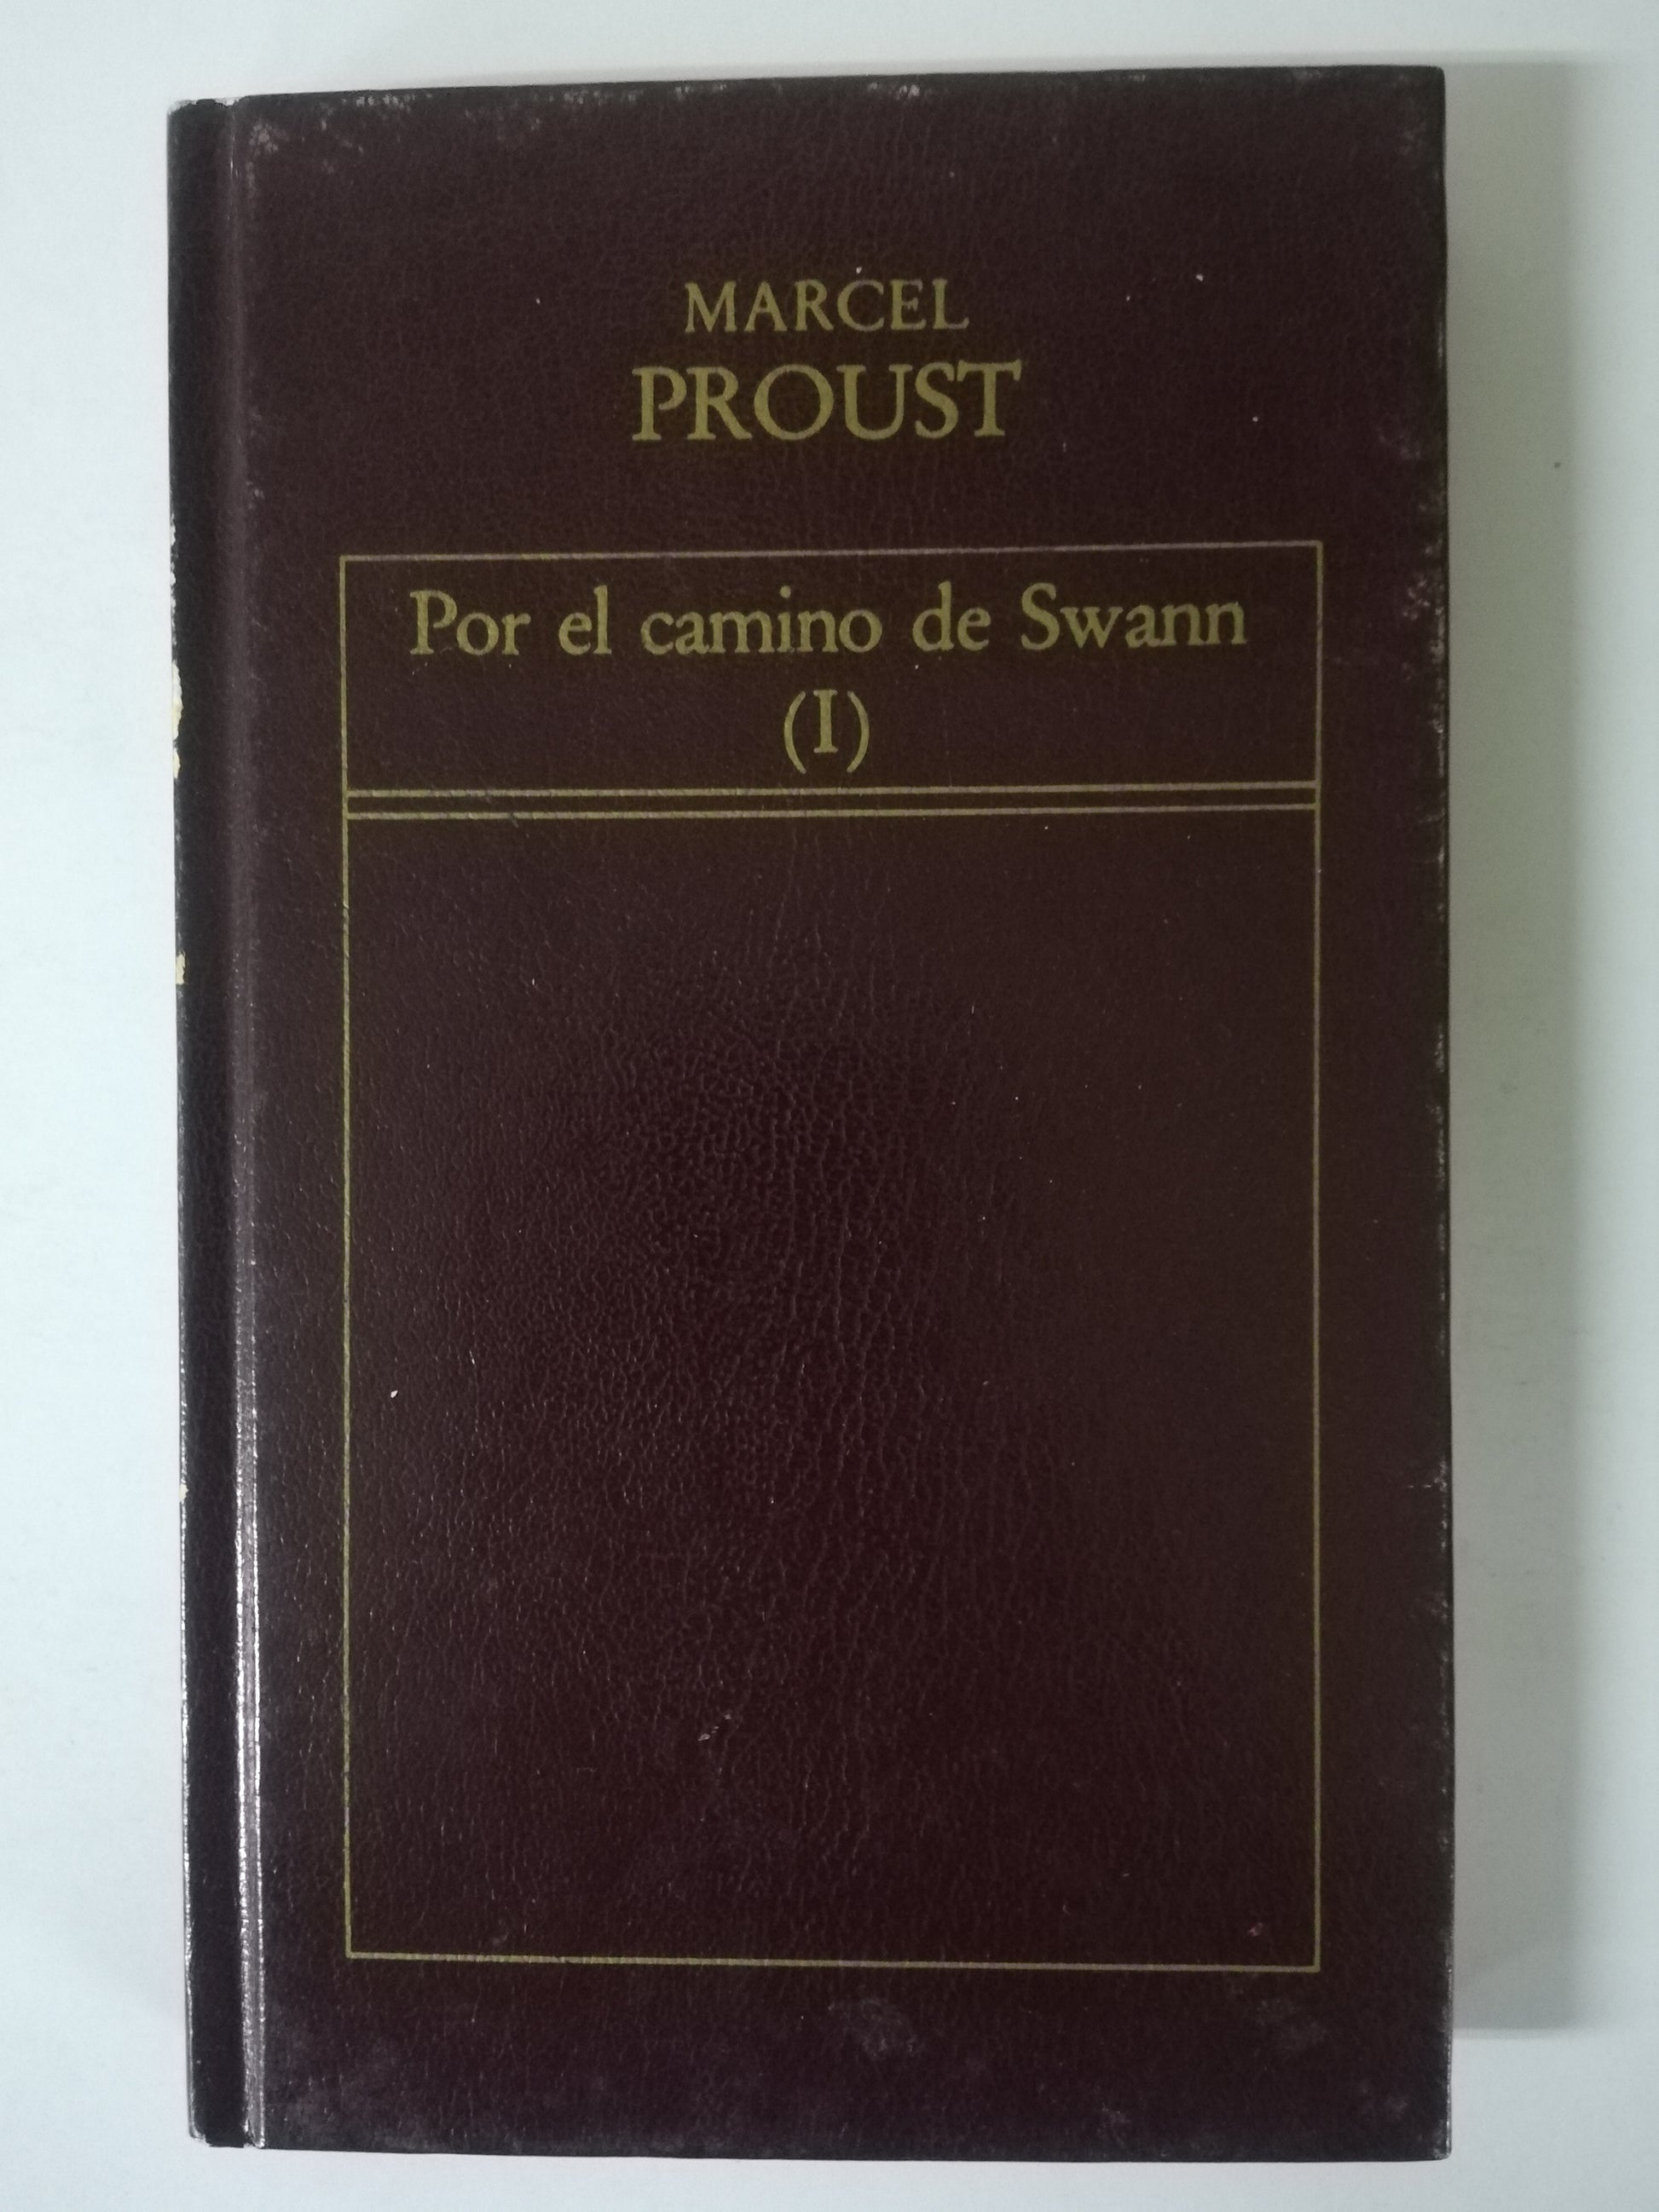 MARCEL
PROUST
Por el camino de Swann
(I)